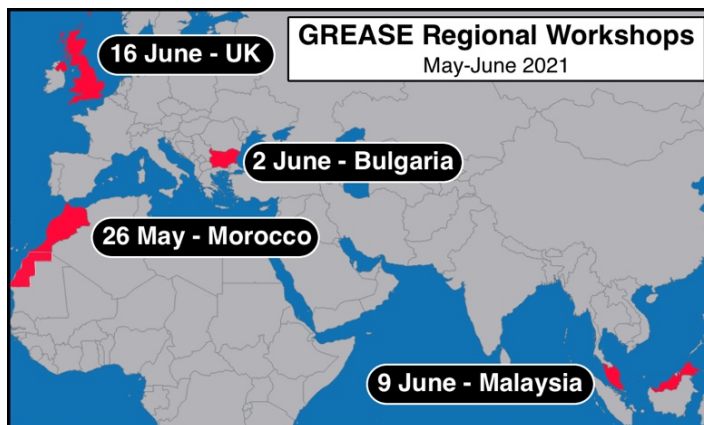 GREASE Regional Workshops
May-June 2021
16 June - UK
2 June - Bulgaria
26 May - Morocco
9 June - Malaysia